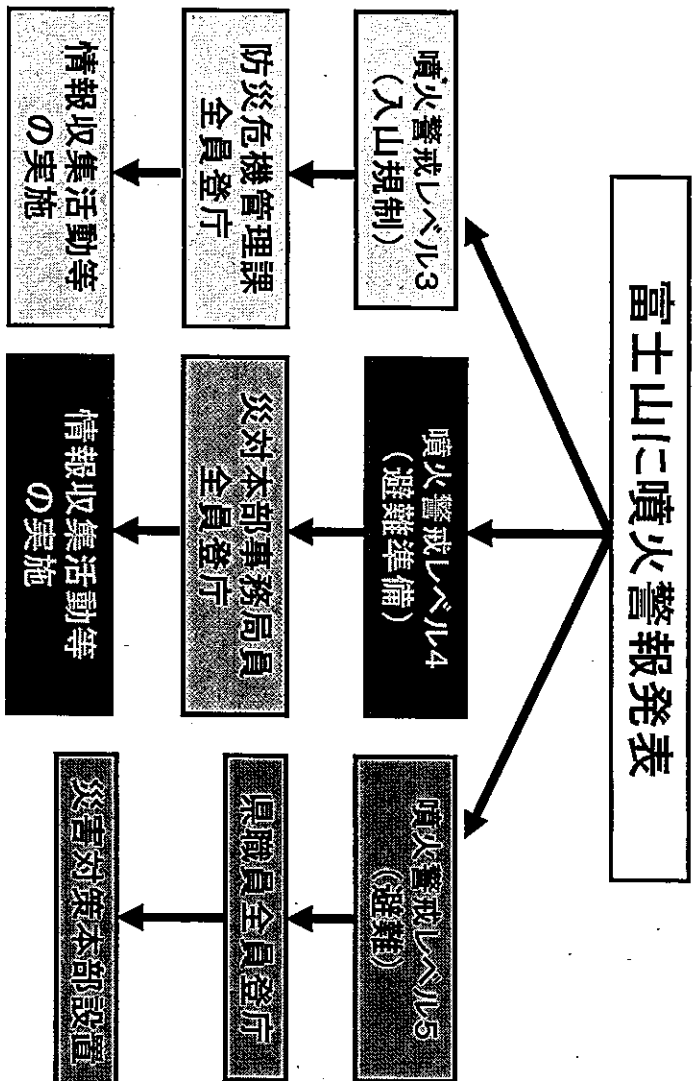 富士山に噴火警報発表
噴火警戒レベル3
(入山規制)
防災危機管理課
全員登庁
情報収集活動等
の実施
噴火警戒レベル4
(避難準備)
災対本部事務局員
全員登庁
情報収集活動等
の実施
噴火警戒レベル5
(避難)
県職員全員登庁
災害対策本部設置